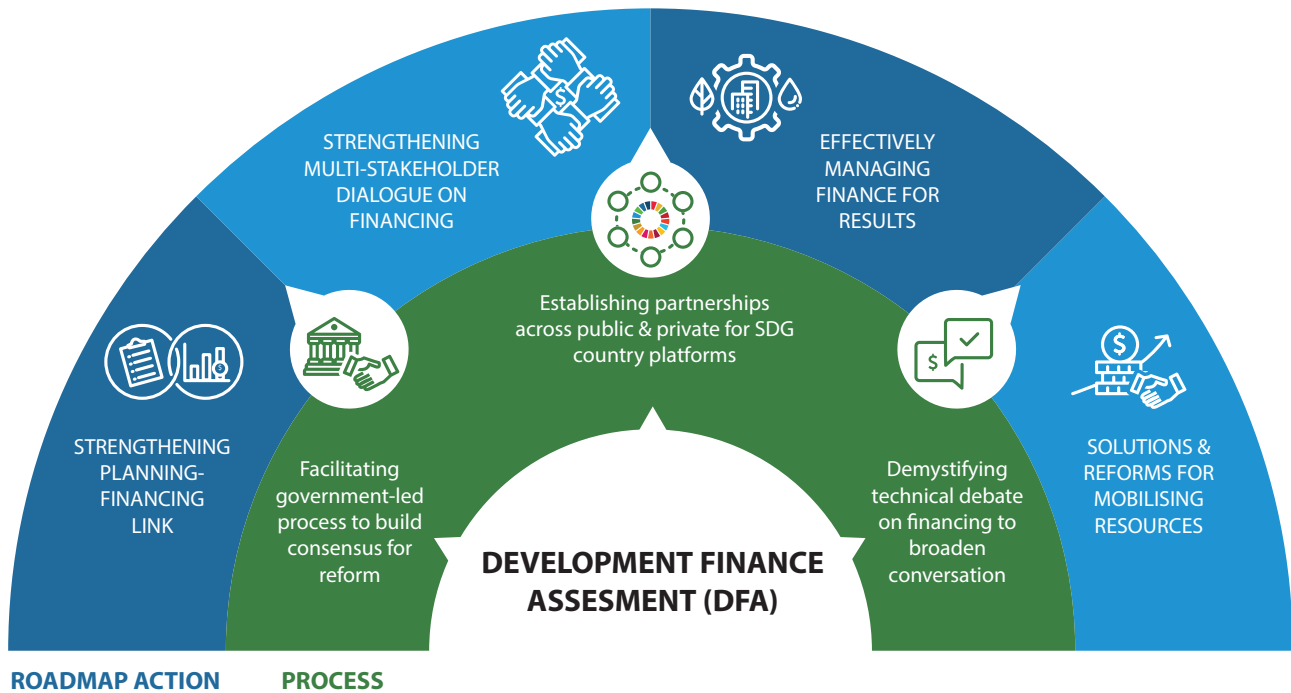 STRENGTHENING
MULTI-STAKEHOLDER
DIALOGUE ON
FINANCING
EFFECTIVELY
MANAGING
FINANCE FOR
RESULTS
STRENGTHENING
PLANNING-
FINANCING
LINK
SOLUTIONS &
REFORMS FOR
MOBILISING
RESOURCES
Establishing partnerships
across public & private for SDG
country platforms
Facilitating
government-led
process to build
consensus for
reform
Demystifying
technical debate
on financing to
broaden
conversation
DEVELOPMENT FINANCE
ASSESMENT (DFA)
ROADMAP ACTION
PROCESS
$
$
$
$